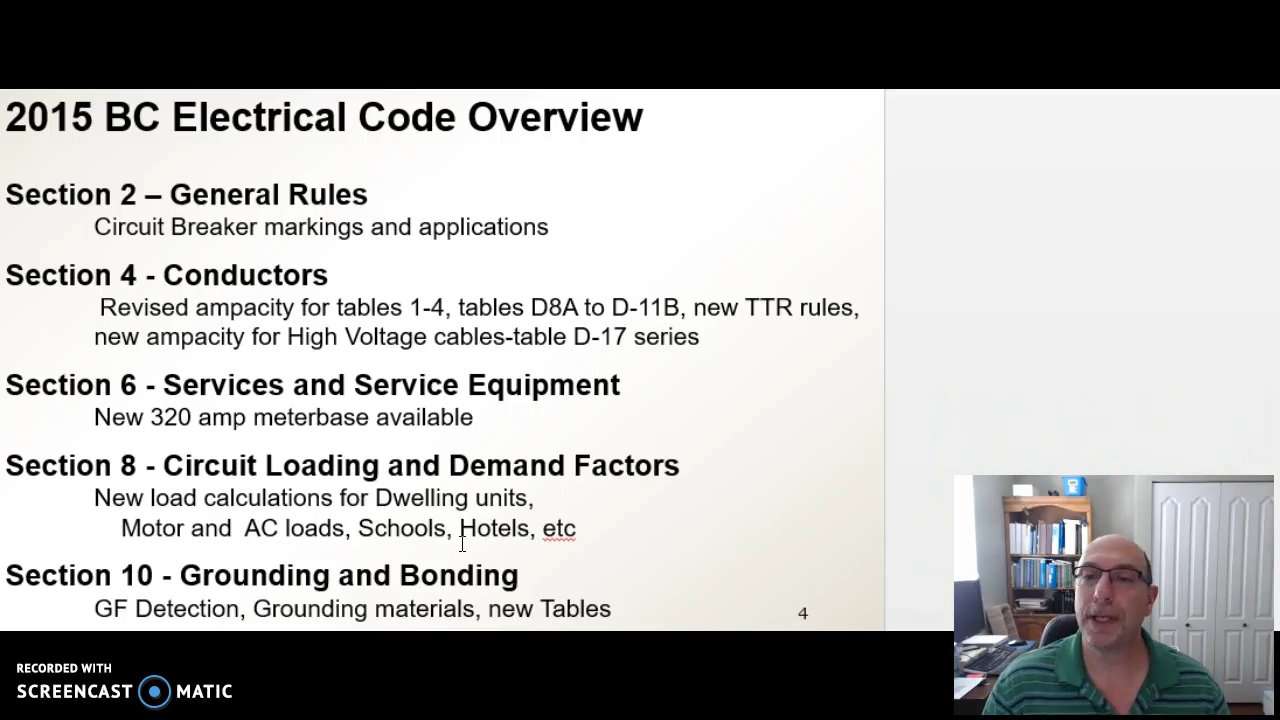 2015 BC Electrical Code Overview
Section 2 – General Rules
Circuit Breaker markings and applications
Section 4 - Conductors
Revised ampacity for tables 1-4, tables D8A to D-11B, new TTR rules,
new ampacity for High Voltage cables-table D-17 series
Section 6 - Services and Service Equipment
New 320 amp meterbase available
Section 8 - Circuit Loading and Demand Factors
New load calculations for Dwelling units,
Motor and  AC loads, Schools, Hotels, etc
Section 10 - Grounding and Bonding
GF Detection, Grounding materials, new Tables
4
RECORDED WITH
SCREENCAST MATIC